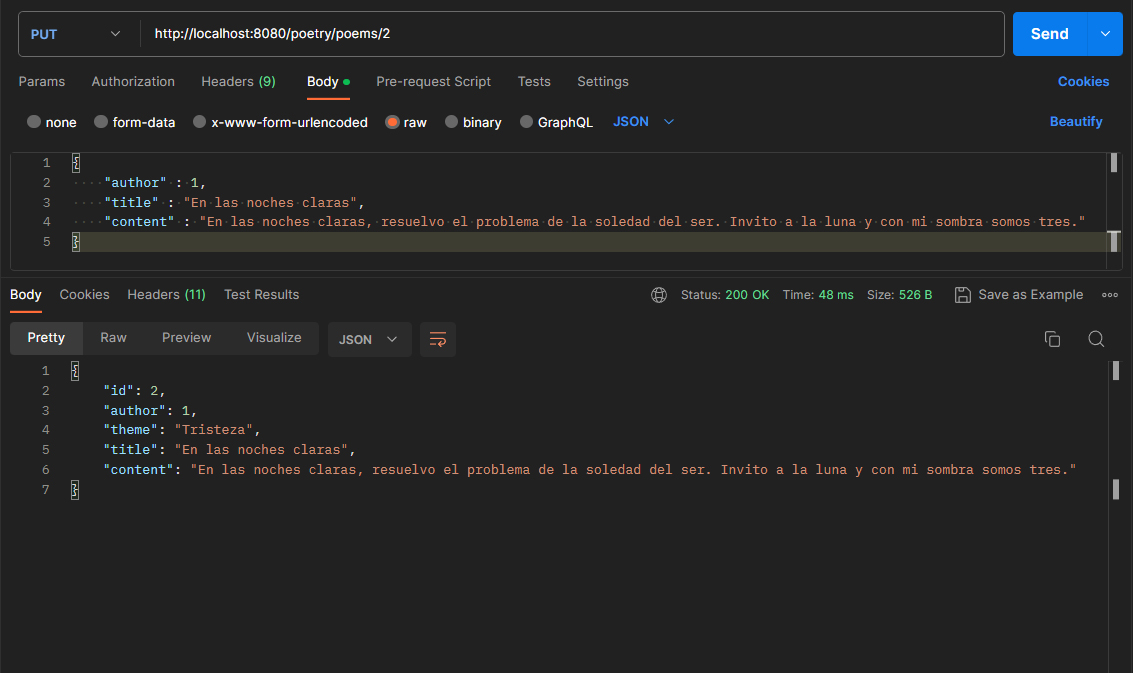 PUT http://localhost:8080/poetry/poems/2 Send
Params Authorization Headers (9) Body Pre-request Script Tests Settings Cookies
none form-data x-www-form-urlencoded raw binary GraphQL JSON Beautify
1 {
2 "author" : 1,
3 "title" : "En las noches claras",
4 "content" : "En las noches claras, resuelvo el problema de la soledad del ser. Invito a la luna y con mi sombra somos tres."
5 }
Body Cookies Headers (11) Test Results Status: 200 OK Time: 48 ms Size: 526 B Save as Example
Pretty Raw Preview Visualize JSON
1 {
2 "id": 2,
3 "author": 1,
4 "theme": "Tristeza",
5 "title": "En las noches claras",
6 "content": "En las noches claras, resuelvo el problema de la soledad del ser. Invito a la luna y con mi sombra somos tres."
7 }